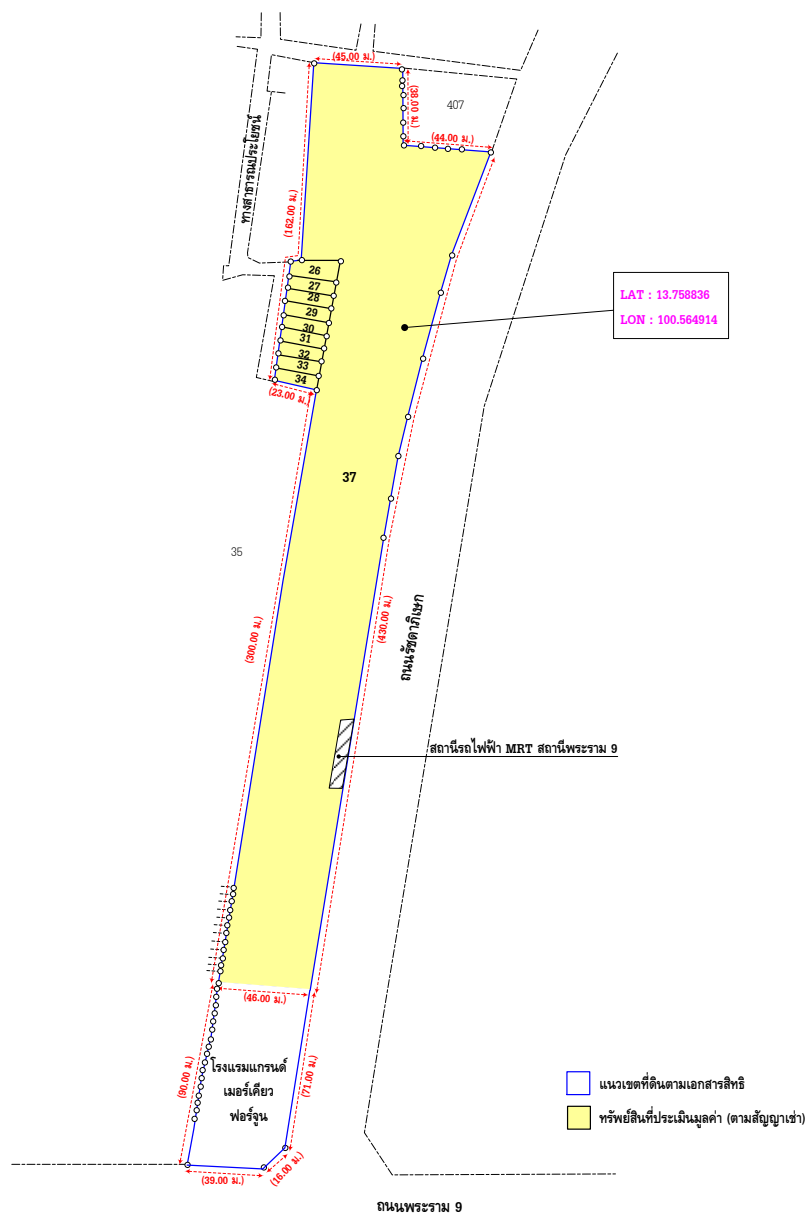 (45.00 ม.)
(38.00 ม.)
407
(44.00 ม.)
ทางสาธารณประโยชน์
(162.00 ม.)
26
27
28
29
30
31
32
33
34
(23.00 ม.)
LAT : 13.758836
LON : 100.564914
37
35
(300.00 ม.)
(430.00 ม.)
ถนนรัชดาภิเษก
สถานีรถไฟฟ้า MRT สถานีพระราม 9
(46.00 ม.)
(90.00 ม.)
(71.00 ม.)
โรงแรมแกรนด์
เมอร์เคียว
ฟอร์จูน
(39.00 ม.)
(16.00 ม.)
แนวเขตที่ดินตามเอกสารสิทธิ
ทรัพย์สินที่ประเมินมูลค่า (ตามสัญญาเช่า)
ถนนพระราม 9